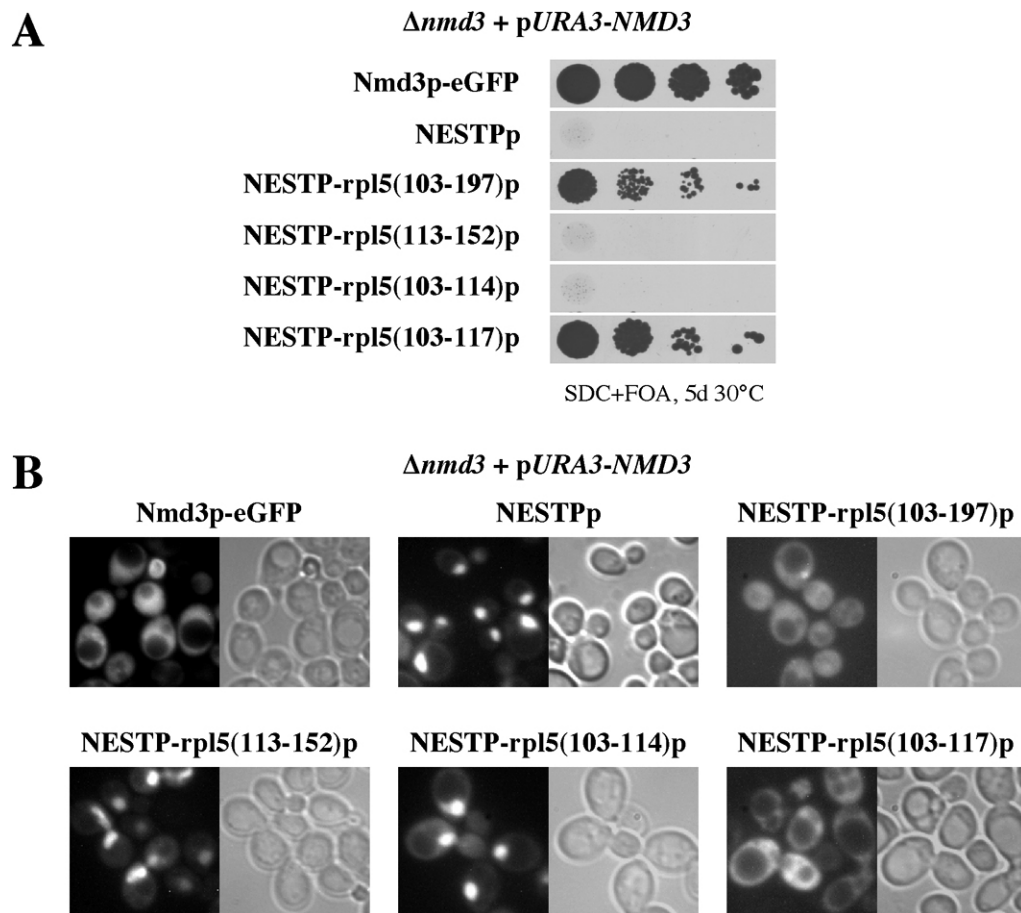 A
Δnmd3 + pURA3-NMD3
Nmd3p-eGFP
NESTPp
NESTP-rpl5(103-197)p
NESTP-rpl5(113-152)p
NESTP-rpl5(103-114)p
NESTP-rpl5(103-117)p
SDC+FOA, 5d 30°C
B
Δnmd3 + pURA3-NMD3
Nmd3p-eGFP NESTPp NESTP-rpl5(103-197)p
NESTP-rpl5(113-152)p NESTP-rpl5(103-114)p NESTP-rpl5(103-117)p